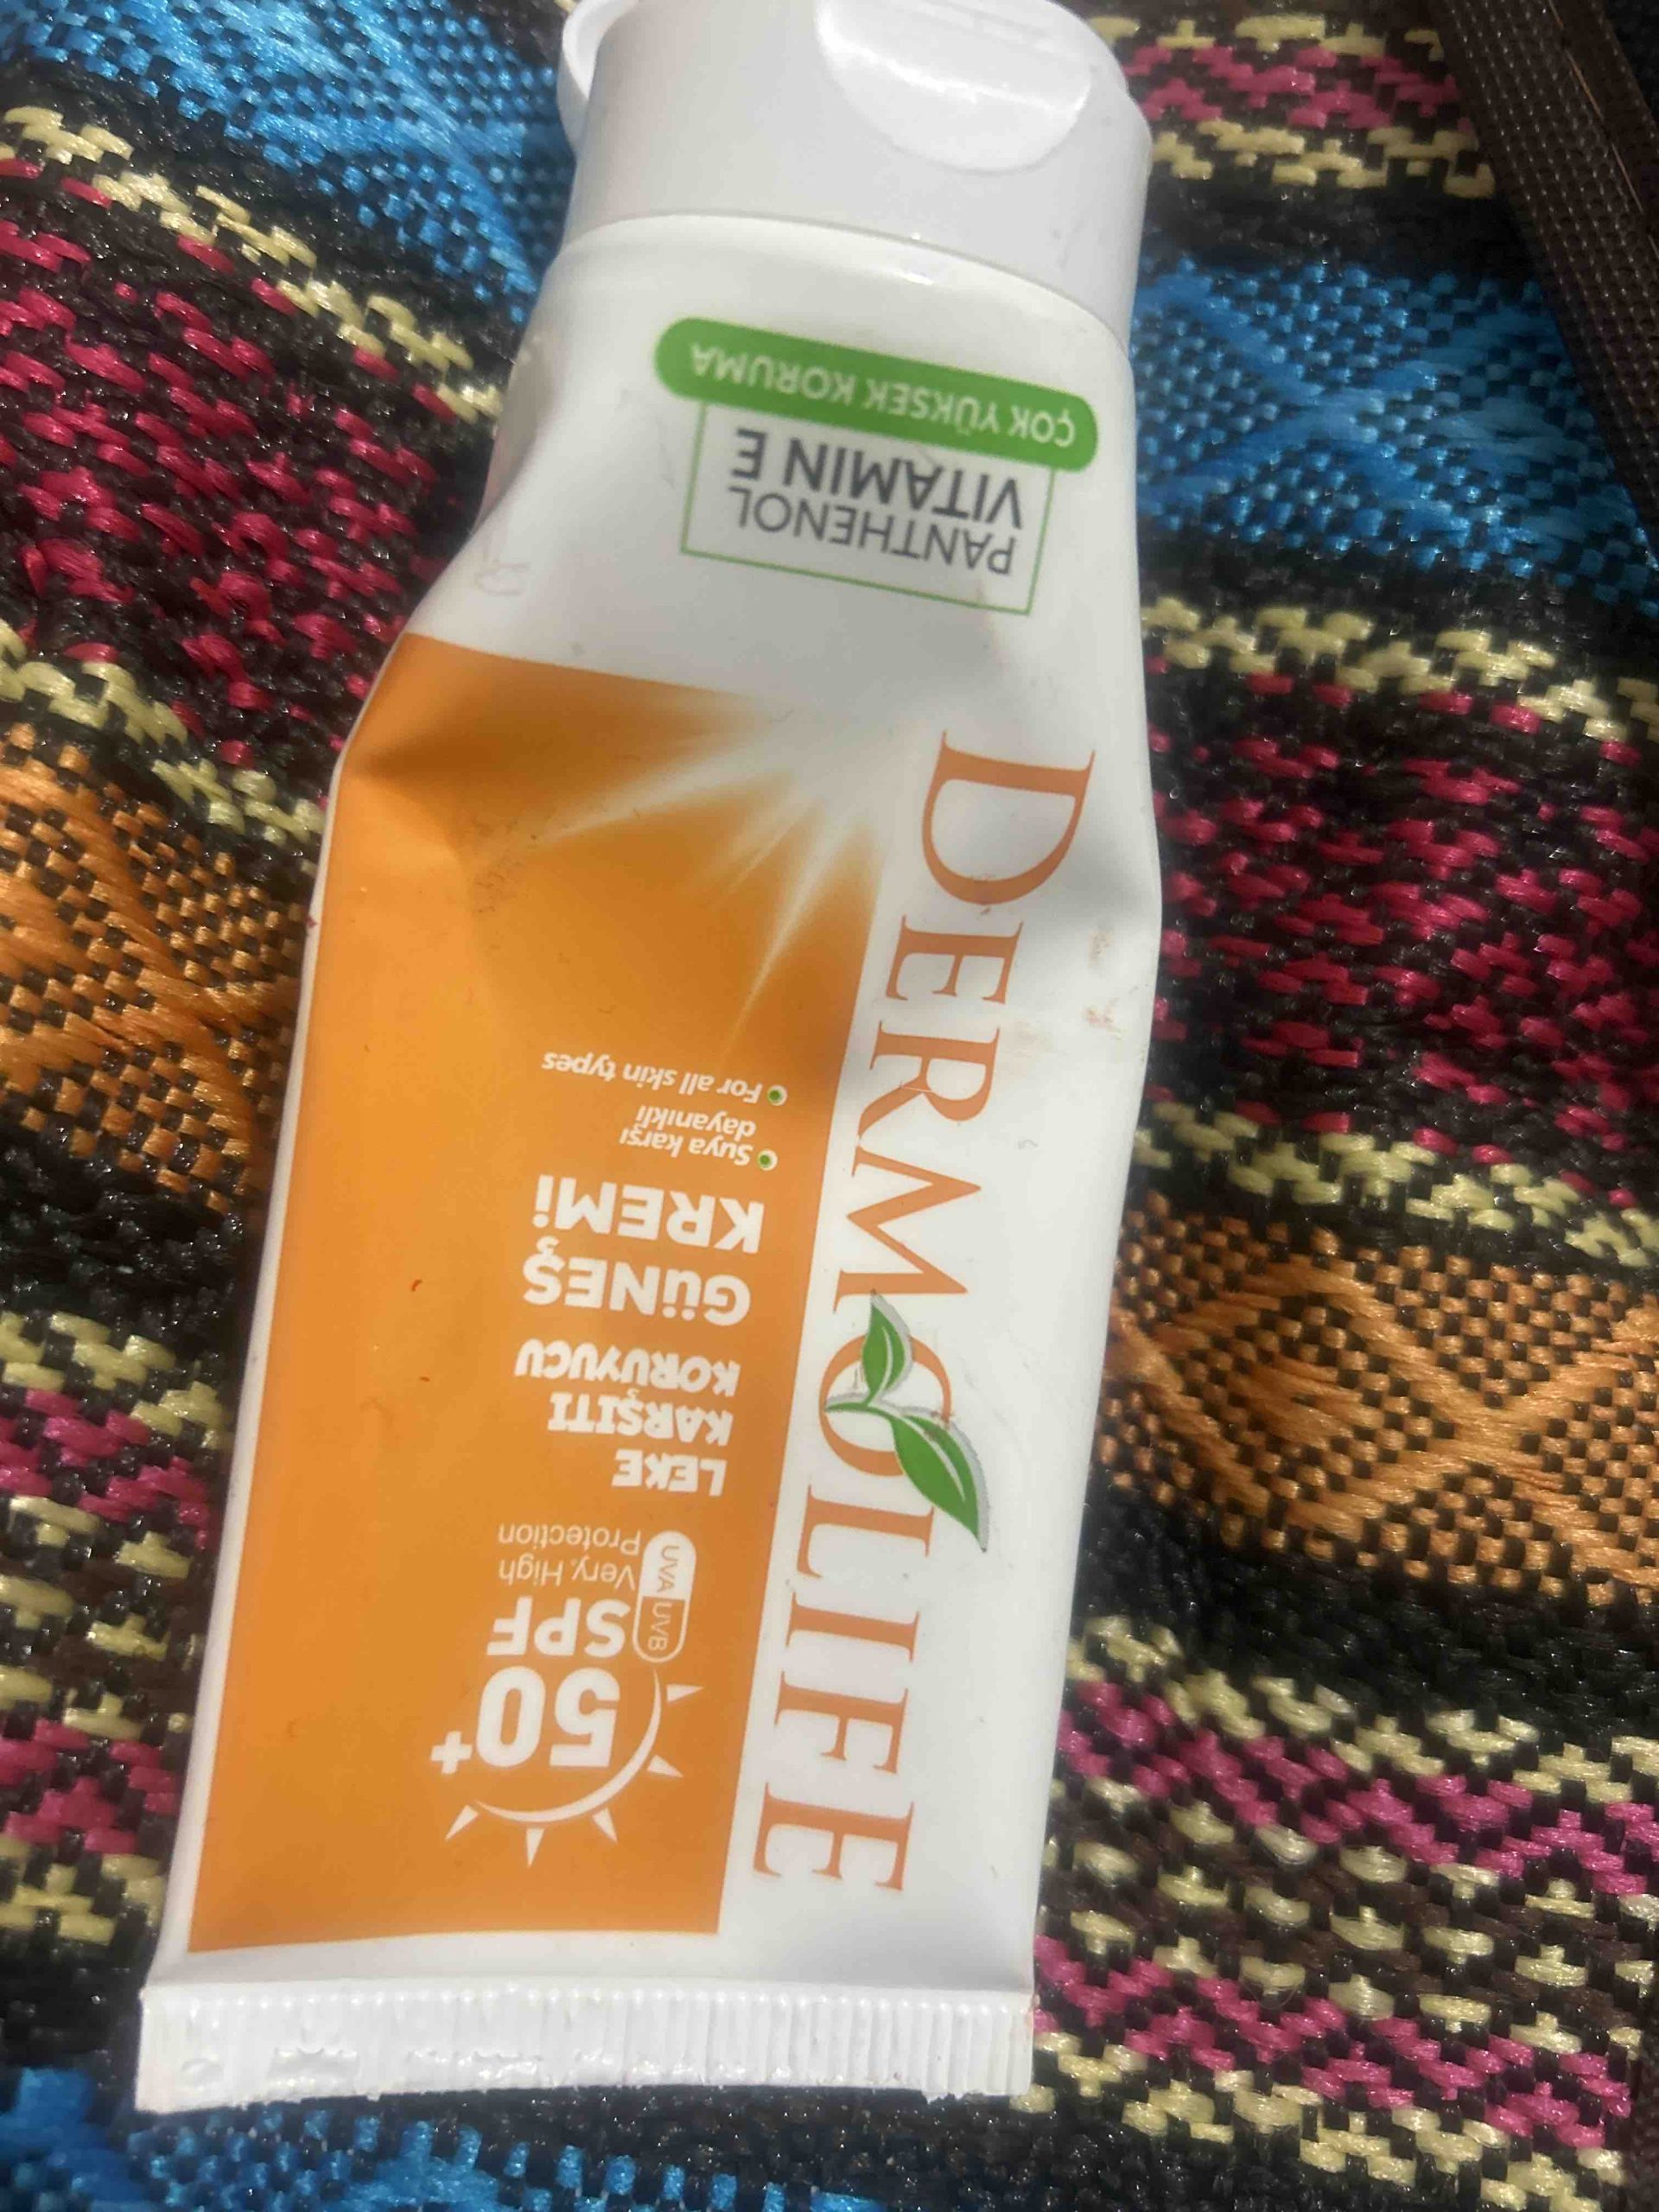 50+
SPF
UVA UVB
Very High
Protection
LEKE
KARŞITI
KORUYUCU
GÜNEŞ
KREMİ
Suya karşı
dayanıklı
For all skin types
DERMOLIFE
PANTHENOL
VITAMIN E
ÇOK YÜKSEK KORUMA